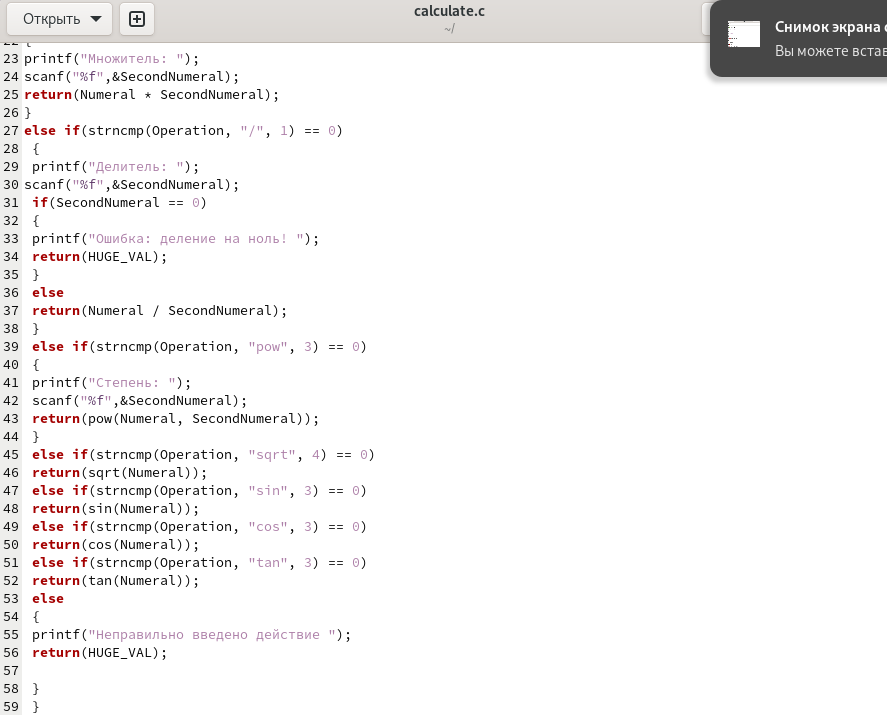 Открыть
calculate.c
~/
Снимок экрана
Вы можете встав
22 {
23 printf("Множитель: ");
24 scanf("%f",&SecondNumeral);
25 return(Numeral * SecondNumeral);
26 }
27 else if(strncmp(Operation, "/", 1) == 0)
28 {
29 printf("Делитель: ");
30 scanf("%f",&SecondNumeral);
31 if(SecondNumeral == 0)
32 {
33 printf("Ошибка: деление на ноль! ");
34 return(HUGE_VAL);
35 }
36 else
37 return(Numeral / SecondNumeral);
38 }
39 else if(strncmp(Operation, "pow", 3) == 0)
40 {
41 printf("Степень: ");
42 scanf("%f",&SecondNumeral);
43 return(pow(Numeral, SecondNumeral));
44 }
45 else if(strncmp(Operation, "sqrt", 4) == 0)
46 return(sqrt(Numeral));
47 else if(strncmp(Operation, "sin", 3) == 0)
48 return(sin(Numeral));
49 else if(strncmp(Operation, "cos", 3) == 0)
50 return(cos(Numeral));
51 else if(strncmp(Operation, "tan", 3) == 0)
52 return(tan(Numeral));
53 else
54 {
55 printf("Неправильно введено действие ");
56 return(HUGE_VAL);
57
58 }
59 }